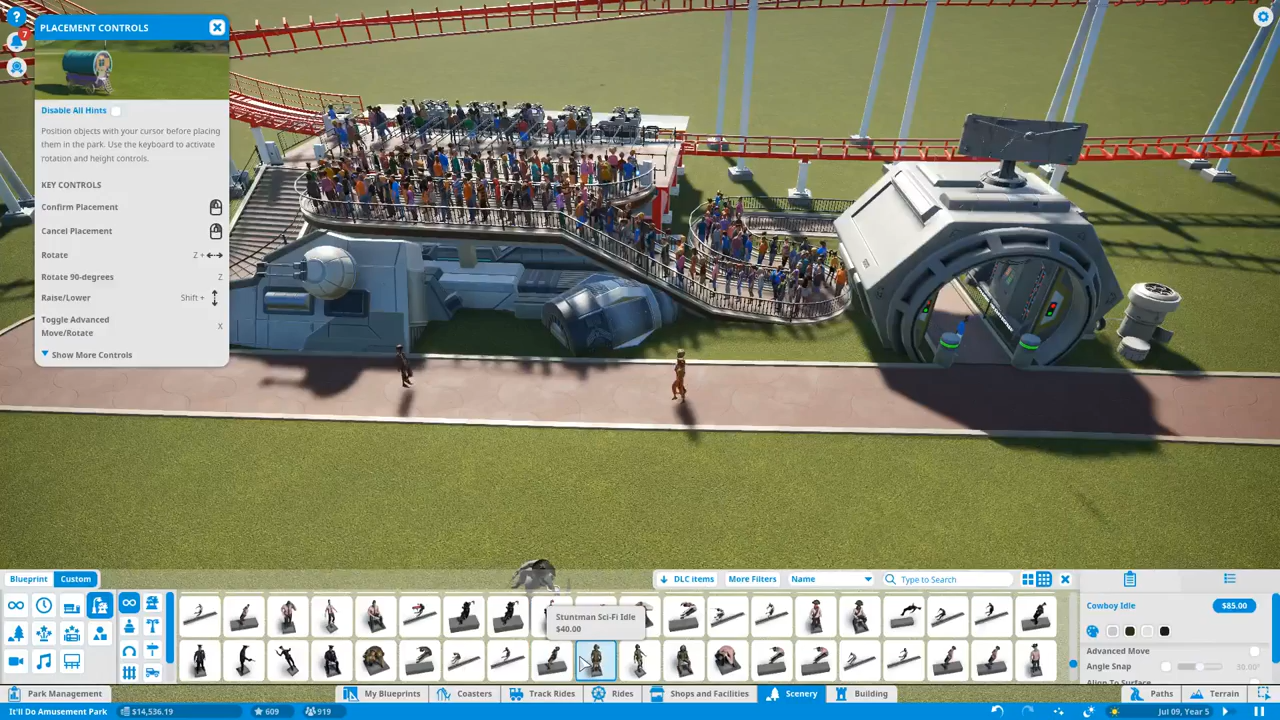 ?
7
PLACEMENT CONTROLS
Disable All Hints
Position objects with your cursor before placing
them in the park. Use the keyboard to activate
rotation and height controls.
KEY CONTROLS
Confirm Placement
Cancel Placement
Rotate Z +
Rotate 90-degrees Z
Raise/Lower Shift +
Toggle Advanced
Move/Rotate X
Show More Controls
Blueprint Custom
DLC items More Filters Name Type to Search
Stuntman Sci-Fi Idle
$40.00
Cowboy Idle $85.00
Advanced Move
Angle Snap 30.00°
Park Management My Blueprints Coasters Track Rides Rides Shops and Facilities Scenery Building Paths Terrain
It'll Do Amusement Park $14,536.19 609 919 Jul 09, Year 5